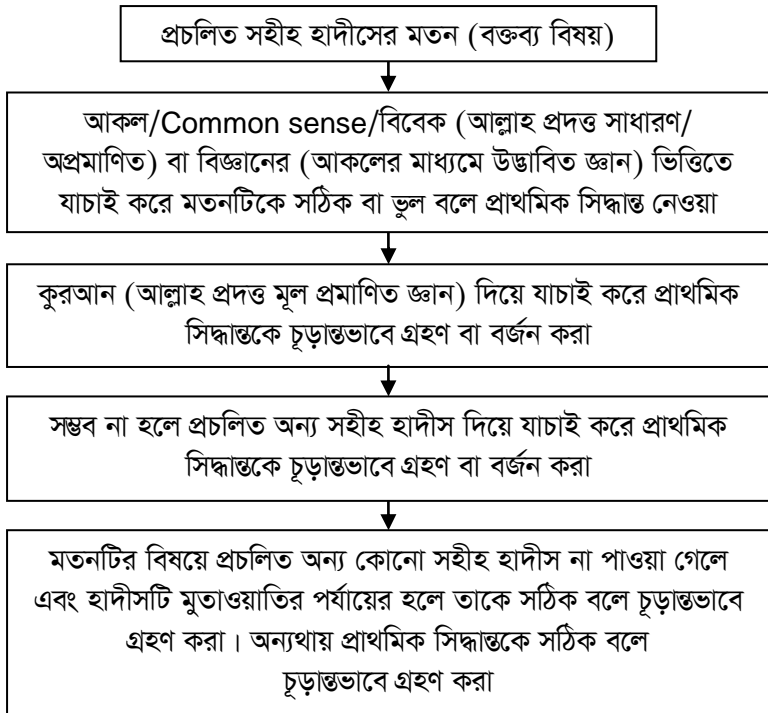 প্রচলিত সহীহ হাদীসের মতন (বক্তব্য বিষয়)
আকল/Common sense/বিবেক (আল্লাহ প্রদত্ত সাধারণ/
অপ্রমাণিত) বা বিজ্ঞানের (আকলের মাধ্যমে উদ্ভাবিত জ্ঞান) ভিত্তিতে
যাচাই করে মতনটিকে সঠিক বা ভুল বলে প্রাথমিক সিদ্ধান্ত নেওয়া
কুরআন (আল্লাহ প্রদত্ত মূল প্রমাণিত জ্ঞান) দিয়ে যাচাই করে প্রাথমিক
সিদ্ধান্তকে চূড়ান্তভাবে গ্রহণ বা বর্জন করা
সম্ভব না হলে প্রচলিত অন্য সহীহ হাদীস দিয়ে যাচাই করে প্রাথমিক
সিদ্ধান্তকে চূড়ান্তভাবে গ্রহণ বা বর্জন করা
মতনটির বিষয়ে প্রচলিত অন্য কোনো সহীহ হাদীস না পাওয়া গেলে
এবং হাদীসটি মুতাওয়াতির পর্যায়ের হলে তাকে সঠিক বলে চূড়ান্তভাবে
গ্রহণ করা। অন্যথায় প্রাথমিক সিদ্ধান্তকে সঠিক বলে
চূড়ান্তভাবে গ্রহণ করা